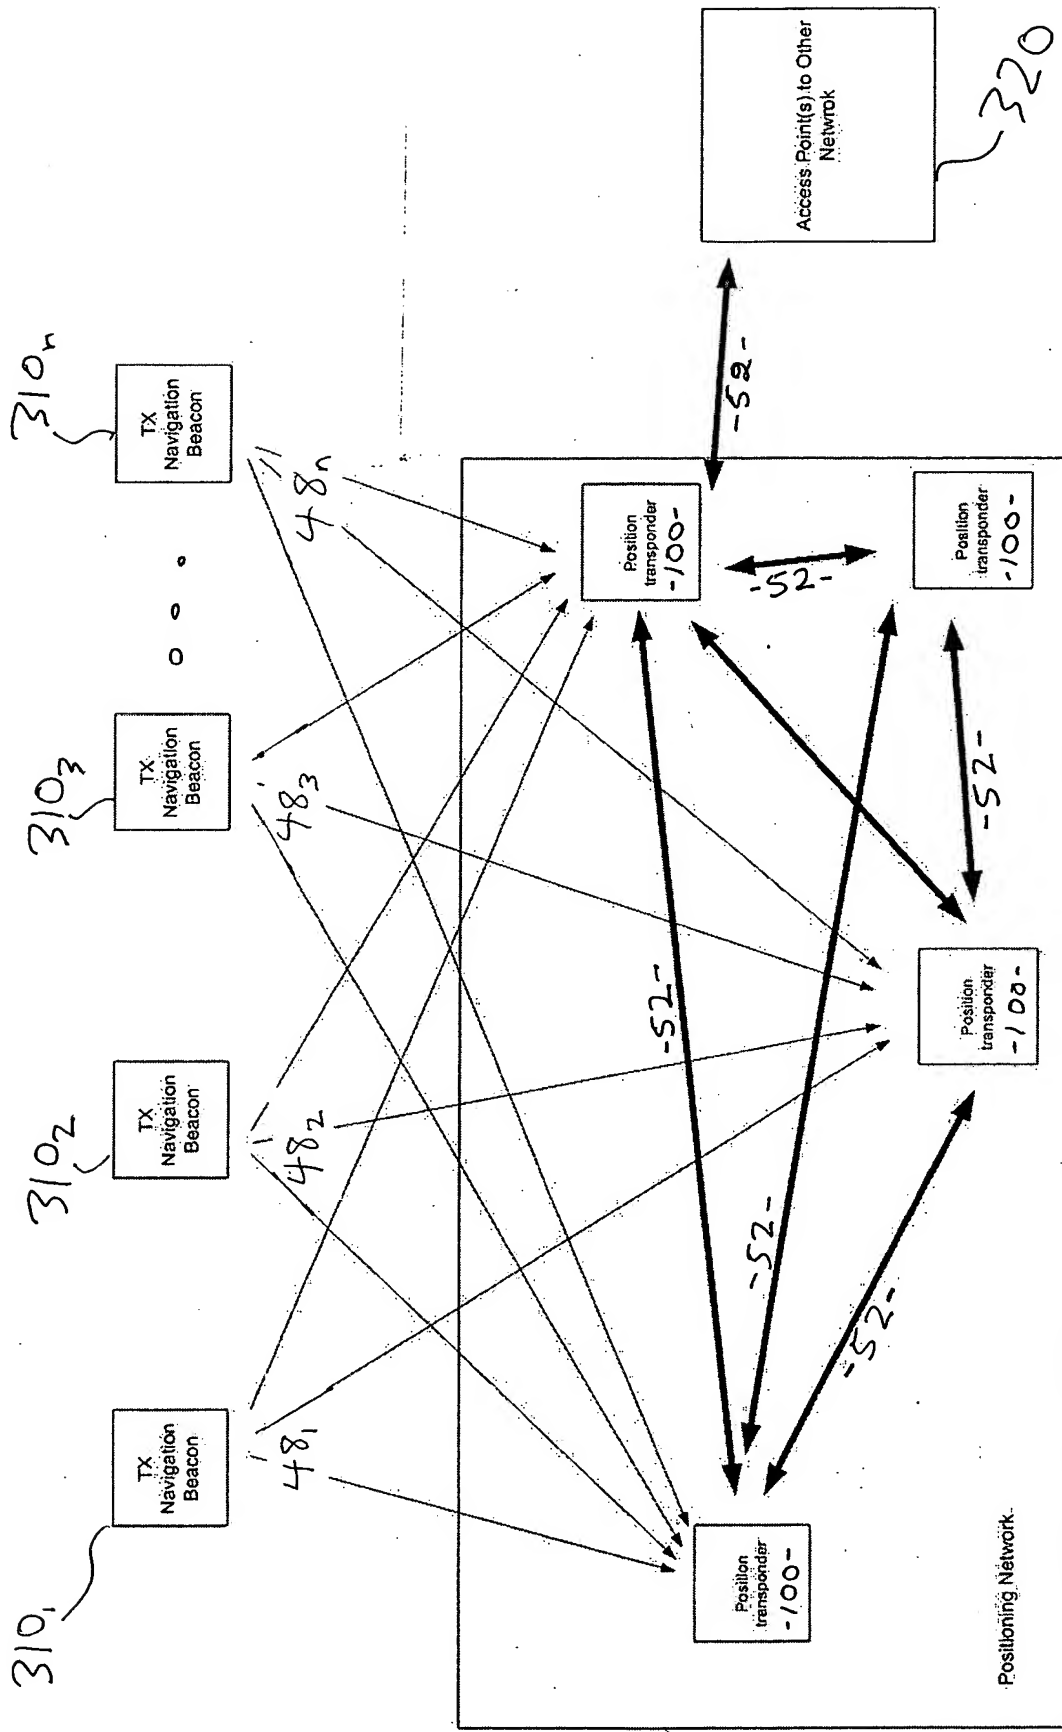 310₁
310₂
310₃
310ₙ
TX
Navigation
Beacon
TX
Navigation
Beacon
TX
Navigation
Beacon
TX
Navigation
Beacon
48₁
48₂
48₃
48ₙ
Position
transponder
-100-
-52-
-52-
Access Point(s) to Other
Netwrok
320
-52-
-52-
Position
transponder
-100-
-52-
-52-
Position
transponder
-100-
Position
transponder
-100-
Positioning Network